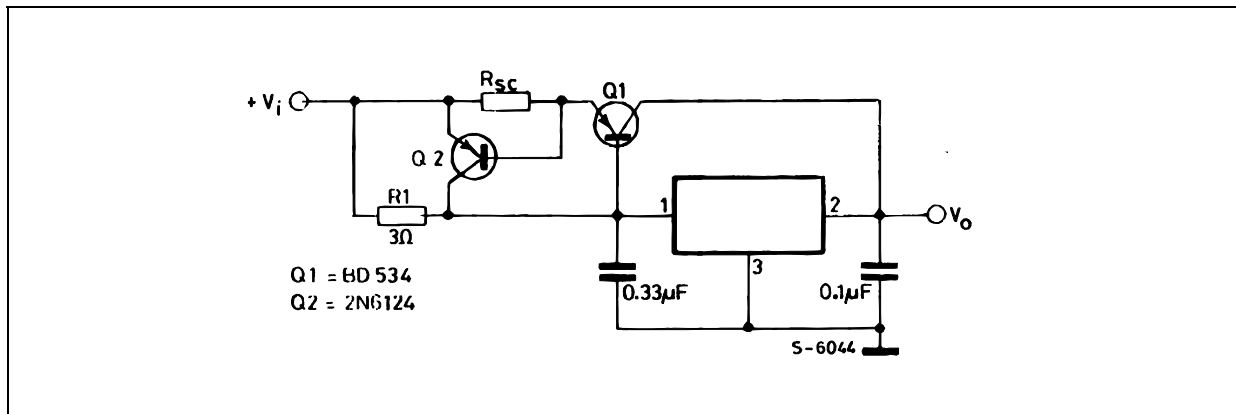 Rsc
Q1
+ Vi
Q 2
R1
3Ω
1
2
Vo
3
Q1 = BD 534
Q2 = 2N6124
0.33µF
0.1µF
S-6044